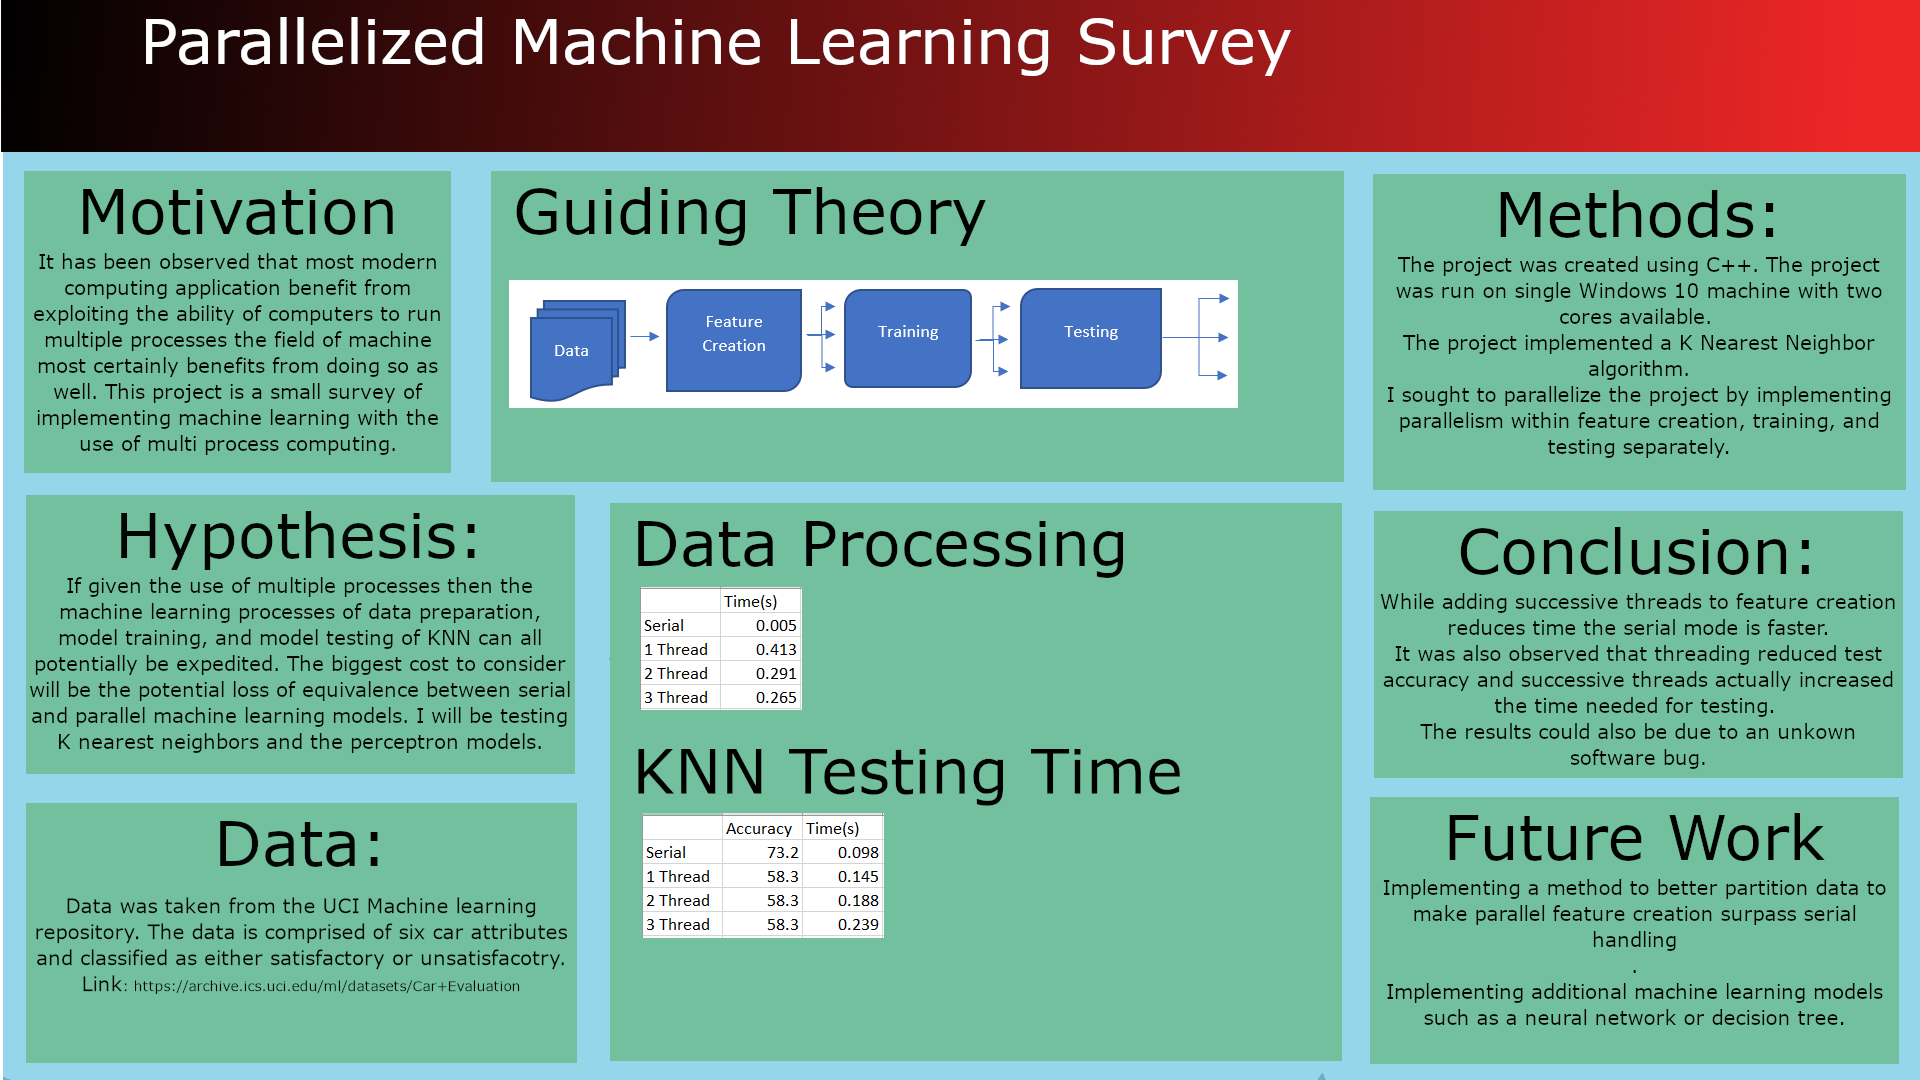 Parallelized Machine Learning Survey
Motivation
It has been observed that most modern
computing application benefit from
exploiting the ability of computers to run
multiple processes the field of machine
most certainly benefits from doing so as
well. This project is a small survey of
implementing machine learning with the
use of multi process computing.
Guiding Theory
Data
Feature
Creation
Training
Testing
Methods:
The project was created using C++. The project
was run on single Windows 10 machine with two
cores available.
The project implemented a K Nearest Neighbor
algorithm.
I sought to parallelize the project by implementing
parallelism within feature creation, training, and
testing separately.
Hypothesis:
If given the use of multiple processes then the
machine learning processes of data preparation,
model training, and model testing of KNN can all
potentially be expedited. The biggest cost to consider
will be the potential loss of equivalence between serial
and parallel machine learning models. I will be testing
K nearest neighbors and the perceptron models.
Data:
Data was taken from the UCI Machine learning
repository. The data is comprised of six car attributes
and classified as either satisfactory or unsatisfacotry.
Link: https://archive.ics.uci.edu/ml/datasets/Car+Evaluation
Data Processing
Time(s)
Serial 0.005
1 Thread 0.413
2 Thread 0.291
3 Thread 0.265
KNN Testing Time
Accuracy Time(s)
Serial 73.2 0.098
1 Thread 58.3 0.145
2 Thread 58.3 0.188
3 Thread 58.3 0.239
Conclusion:
While adding successive threads to feature creation
reduces time the serial mode is faster.
It was also observed that threading reduced test
accuracy and successive threads actually increased
the time needed for testing.
The results could also be due to an unkown
software bug.
Future Work
Implementing a method to better partition data to
make parallel feature creation surpass serial
handling
.
Implementing additional machine learning models
such as a neural network or decision tree.